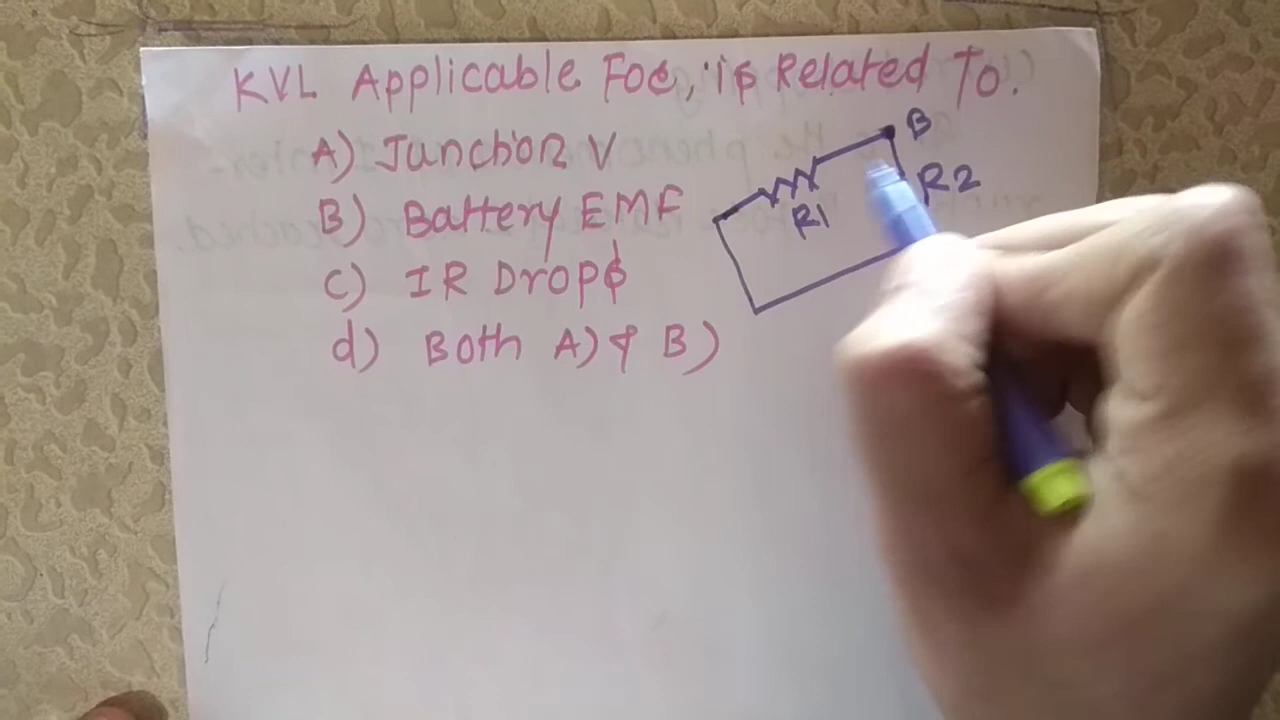 KVL Applicable For, is Related To.
A) Junction V
B) Battery EMF
C) IR Drops
d) Both A) & B)
B
R2
R1